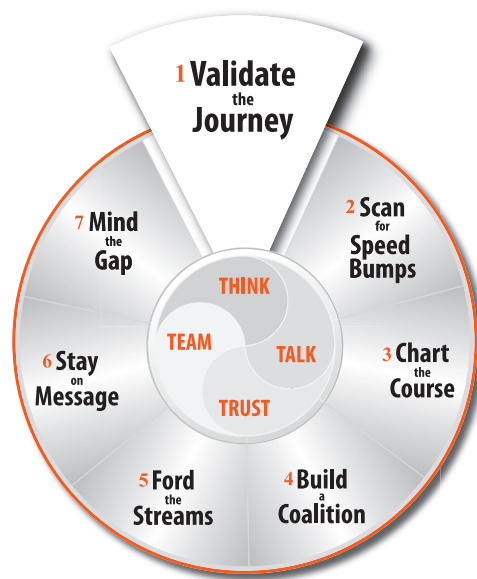 1 Validate
the
Journey
2 Scan
for
Speed
Bumps
3 Chart
the
Course
4 Build
a
Coalition
5 Ford
the
Streams
6 Stay
on
Message
7 Mind
the
Gap
THINK
TALK
TRUST
TEAM